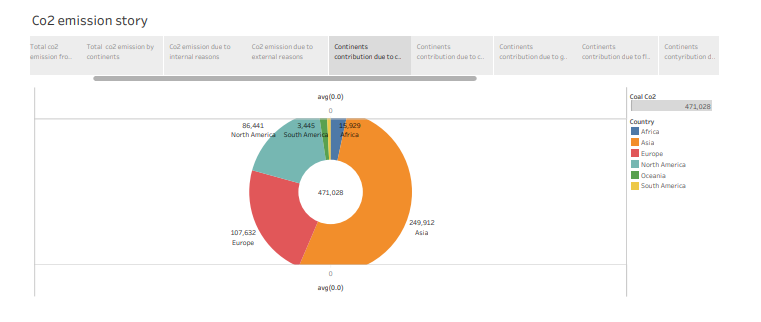 Co2 emission story
Total co2
emission fro..
Total co2 emission by
continents
Co2 emission due to
internal reasons
Co2 emission due to
external reasons
Continents
contribution due to c..
Continents
contribution due to c..
Continents
contribution due to g..
Continents
contribution due to fl..
Continents
contyribution d..
avg(0.0)
0
86,441
North America
3,445
South America
15,929
Africa
471,028
249,912
Asia
107,632
Europe
0
avg(0.0)
Coal Co2
471,028
Country
Africa
Asia
Europe
North America
Oceania
South America